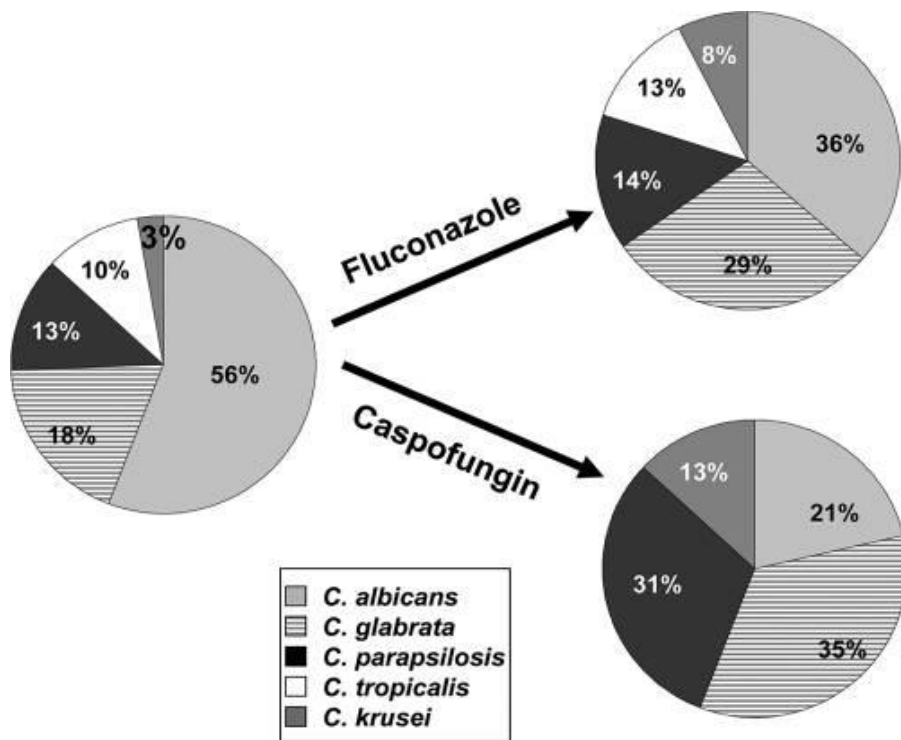 8%
13%
36%
14%
29%
Fluconazole
3%
10%
13%
56%
18%
Caspofungin
13%
21%
31%
35%
C. albicans
C. glabrata
C. parapsilosis
C. tropicalis
C. krusei